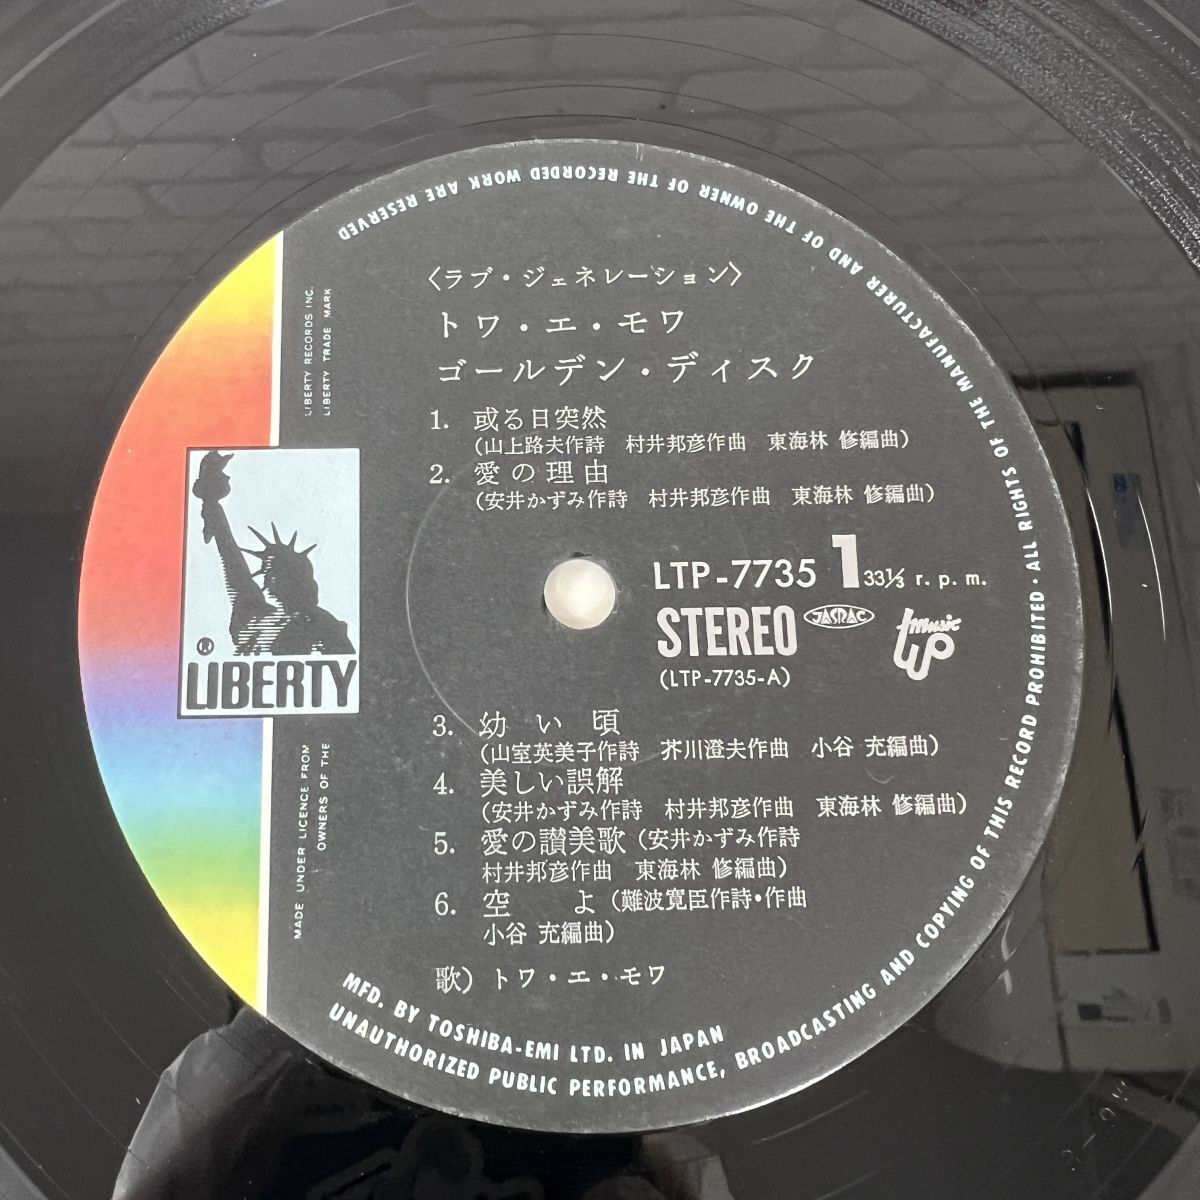 〈ラブ・ジェネレーション〉
トワ・エ・モワ
ゴールデン・ディスク
1. 或る日突然
(山上路夫作詩 村井邦彦作曲 東海林 修編曲)
2. 愛の理由
(安井かずみ作詩 村井邦彦作曲 東海林 修編曲)
LTP-7735 1 33⅓ r. p. m.
STEREO JASRAC music
(LTP-7735-A)
3. 幼い頃
(山室英美子作詩 芥川澄夫作曲 小谷 充編曲)
4. 美しい誤解
(安井かずみ作詩 村井邦彦作曲 東海林 修編曲)
5. 愛の讃美歌(安井かずみ作詩
村井邦彦作曲 東海林 修編曲)
6. 空 よ(難波寛臣作詩・作曲
小谷 充編曲)
歌) トワ・エ・モワ
® LIBERTY
LIBERTY RECORDS INC.
LIBERTY TRADE MARK
MADE UNDER LICENCE FROM
OWNERS OF THE
MFD. BY TOSHIBA-EMI LTD. IN JAPAN
UNAUTHORIZED PUBLIC PERFORMANCE, BROADCASTING AND COPYING OF THIS RECORD PROHIBITED · ALL RIGHTS OF THE MANUFACTURER AND OF THE OWNER OF THE RECORDED WORK ARE RESERVED